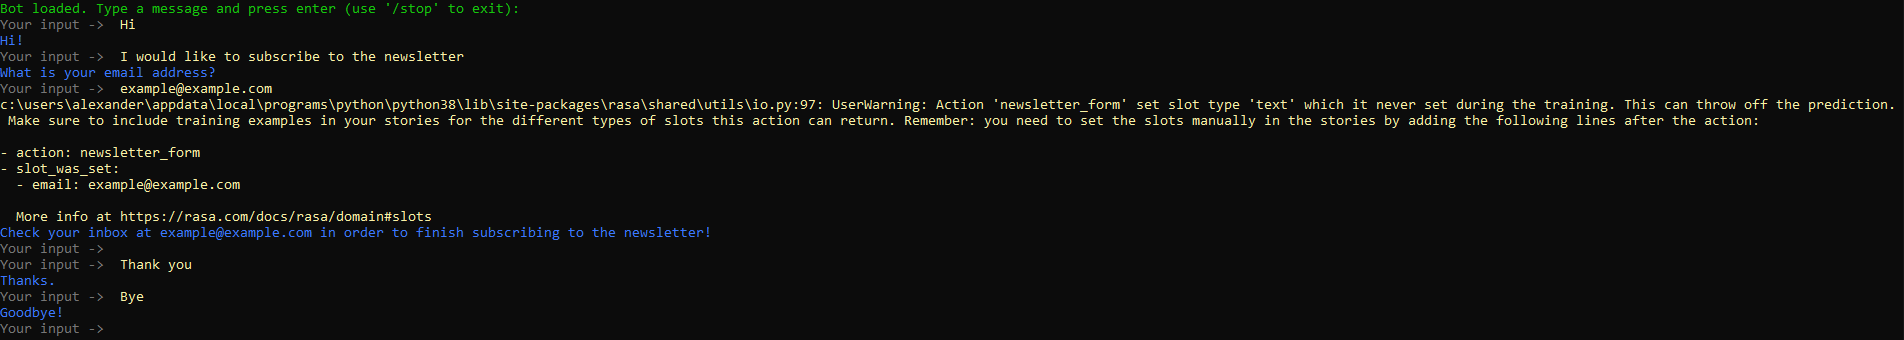 Bot loaded. Type a message and press enter (use '/stop' to exit):
Your input ->  Hi
Hi!
Your input ->  I would like to subscribe to the newsletter
What is your email address?
Your input ->  example@example.com
c:\users\alexander\appdata\local\programs\python\python38\lib\site-packages\rasa\shared\utils\io.py:97: UserWarning: Action 'newsletter_form' set slot type 'text' which it never set during the training. This can throw off the prediction.
 Make sure to include training examples in your stories for the different types of slots this action can return. Remember: you need to set the slots manually in the stories by adding the following lines after the action:
- action: newsletter_form
- slot_was_set:
  - email: example@example.com
  More info at https://rasa.com/docs/rasa/domain#slots
Check your inbox at example@example.com in order to finish subscribing to the newsletter!
Your input ->
Your input ->  Thank you
Thanks.
Your input ->  Bye
Goodbye!
Your input ->